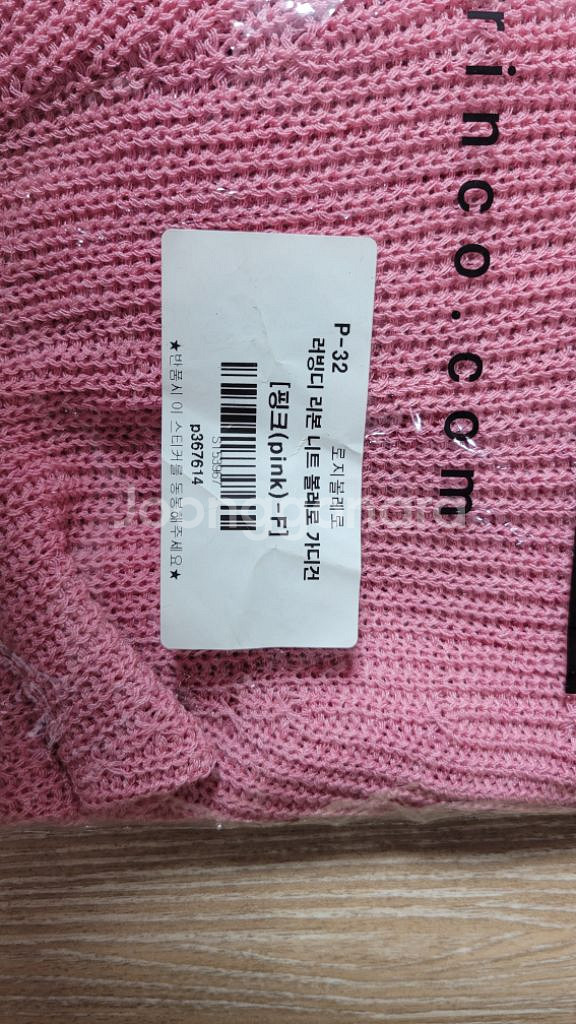 rinco.com
P-32
로지볼레로
러빙디 리본 니트 볼레로 가디건
[핑크(pink)-F]
p367614
★반품시 이 스티커를 동봉해주세요★